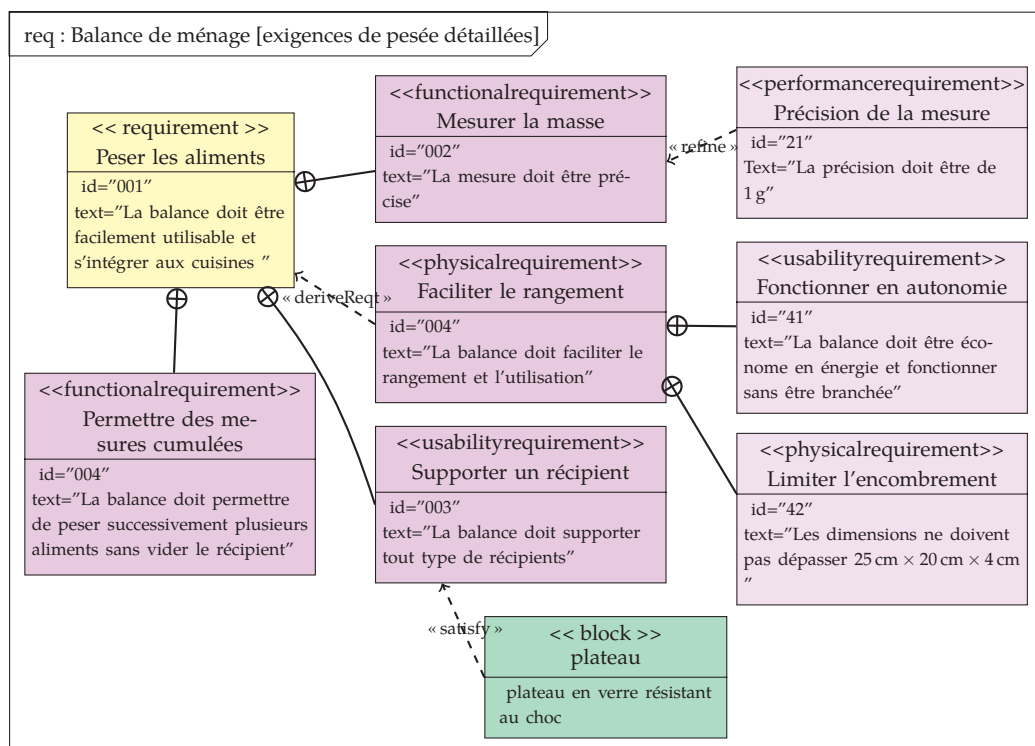 req : Balance de ménage [exigences de pesée détaillées]
<< requirement >>
Peser les aliments
id=”001”
text=”La balance doit être
facilement utilisable et
s’intégrer aux cuisines ”
<<functionalrequirement>>
Mesurer la masse
id=”002”
text=”La mesure doit être pré-
cise”
« refine »
<<performancerequirement>>
Précision de la mesure
id=”21”
Text=”La précision doit être de
1 g”
« deriveReqt »
<<physicalrequirement>>
Faciliter le rangement
id=”004”
text=”La balance doit faciliter le
rangement et l’utilisation”
<<usabilityrequirement>>
Fonctionner en autonomie
id=”41”
text=”La balance doit être éco-
nome en énergie et fonctionner
sans être branchée”
<<functionalrequirement>>
Permettre des me-
sures cumulées
id=”004”
text=”La balance doit permettre
de peser successivement plusieurs
aliments sans vider le récipient”
<<usabilityrequirement>>
Supporter un récipient
id=”003”
text=”La balance doit supporter
tout type de récipients”
<<physicalrequirement>>
Limiter l’encombrement
id=”42”
text=”Les dimensions ne doivent
pas dépasser 25 cm × 20 cm × 4 cm
”
« satisfy »
<< block >>
plateau
plateau en verre résistant
au choc